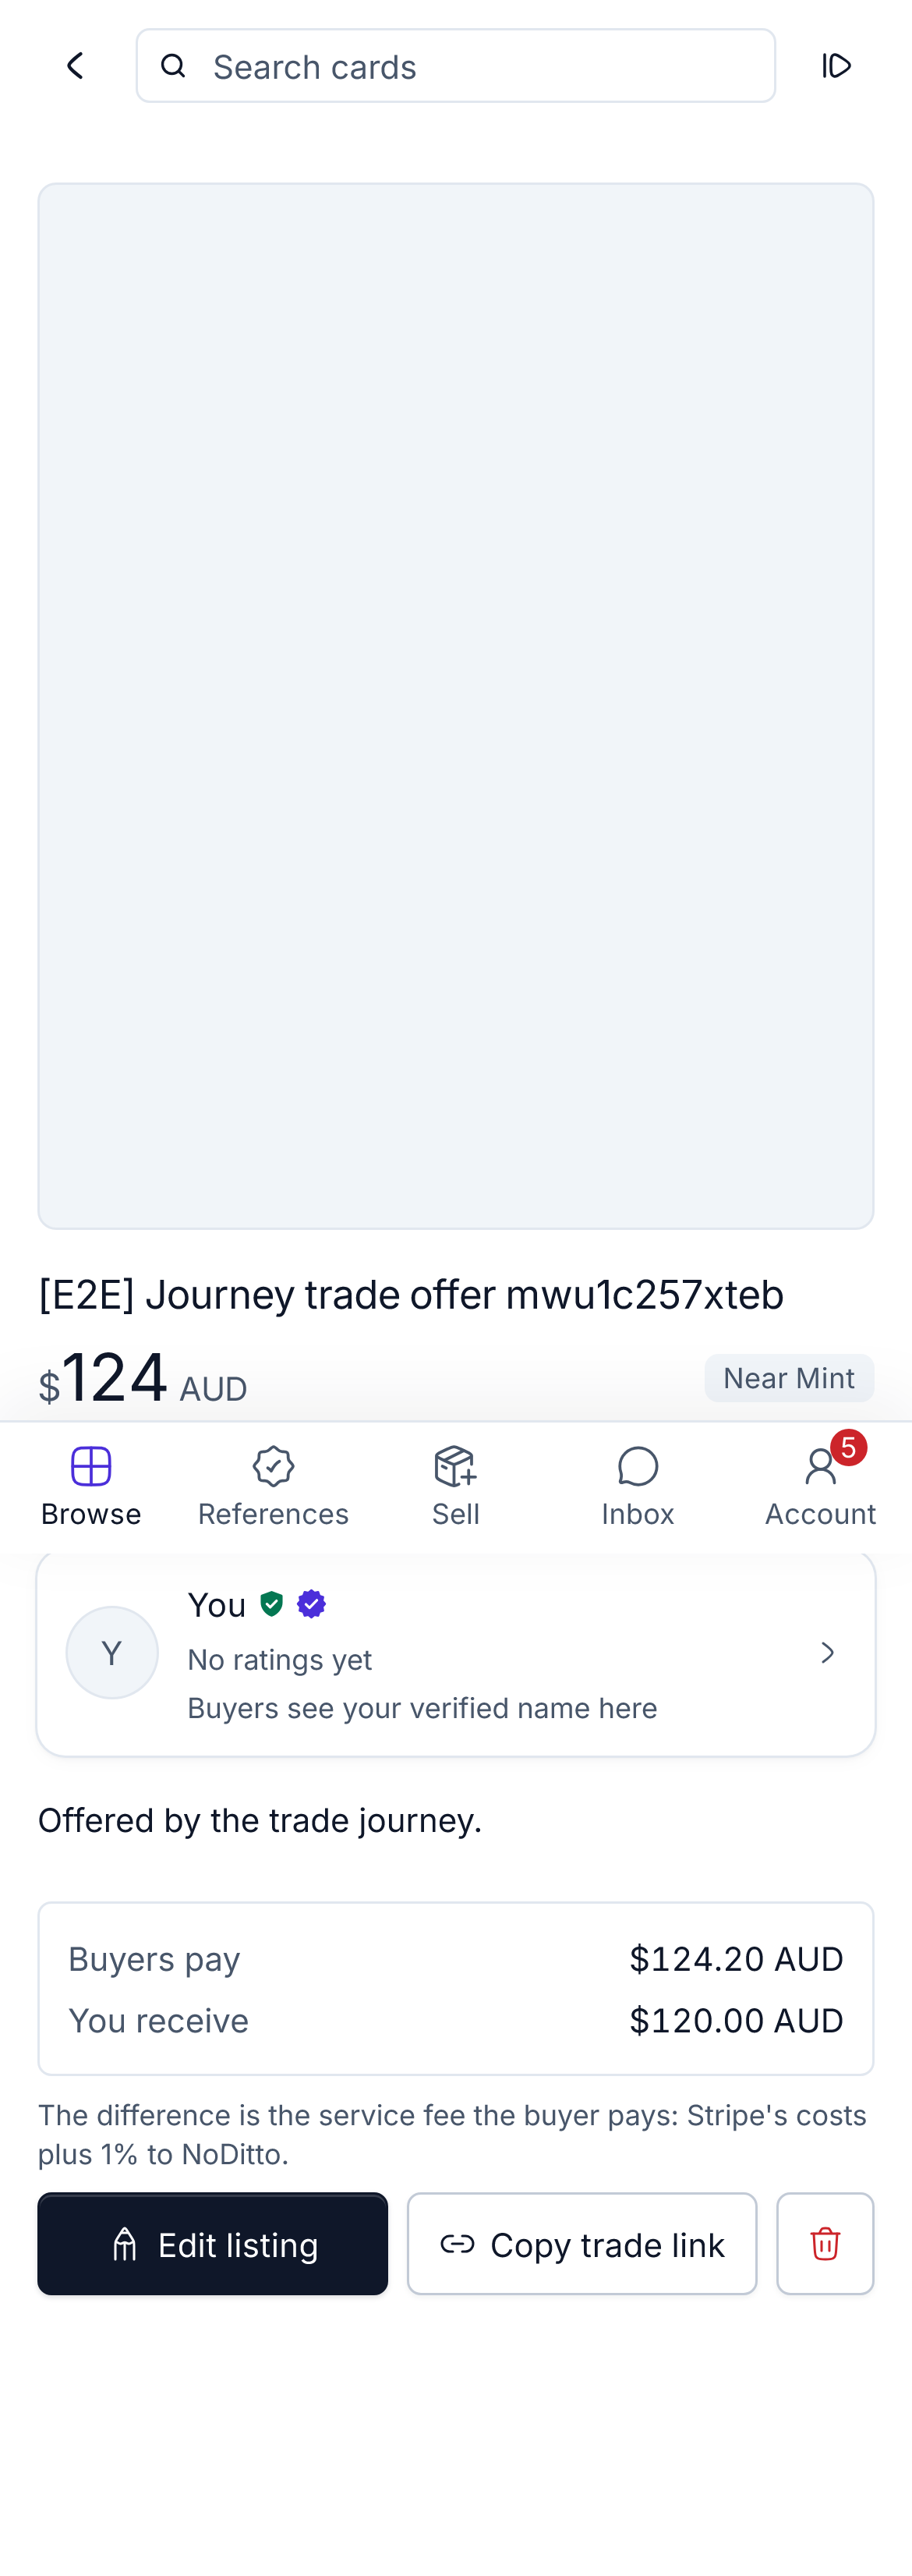 Search cards
[E2E] Journey trade offer mwu1c257xteb
$124 AUD
Near Mint
Browse
References
Sell
Inbox
5
Account
Y
You
No ratings yet
Buyers see your verified name here
Offered by the trade journey.
Buyers pay
$124.20 AUD
You receive
$120.00 AUD
The difference is the service fee the buyer pays: Stripe's costs
plus 1% to NoDitto.
Edit listing
Copy trade link